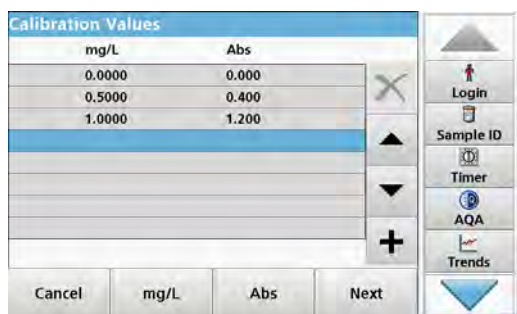 Calibration Values
mg/L Abs
0.0000 0.000
0.5000 0.400
1.0000 1.200
Cancel mg/L Abs Next
Login
Sample ID
Timer
AQA
Trends